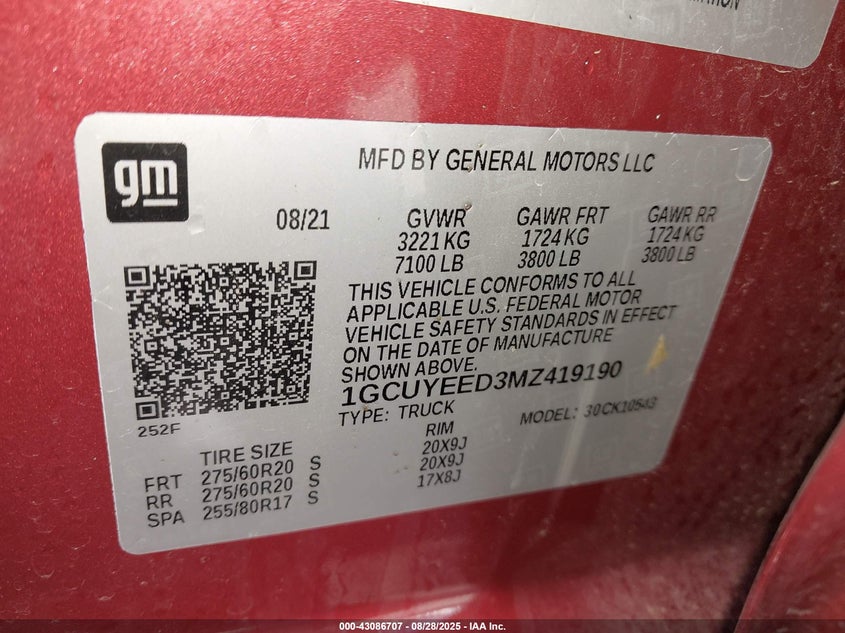 gm
MFD BY GENERAL MOTORS LLC
08/21
GVWR GAWR FRT GAWR RR
3221 KG 1724 KG 1724 KG
7100 LB 3800 LB 3800 LB
THIS VEHICLE CONFORMS TO ALL
APPLICABLE U.S. FEDERAL MOTOR
VEHICLE SAFETY STANDARDS IN EFFECT
ON THE DATE OF MANUFACTURE
SHOWN ABOVE.
1GCUYEED3MZ419190
TYPE: TRUCK MODEL: 30CK10543
252F
TIRE SIZE RIM
FRT 275/60R20 S 20X9J
RR 275/60R20 S 20X9J
SPA 255/80R17 S 17X8J
000-43086707 - 08/28/2025 - IAA Inc.